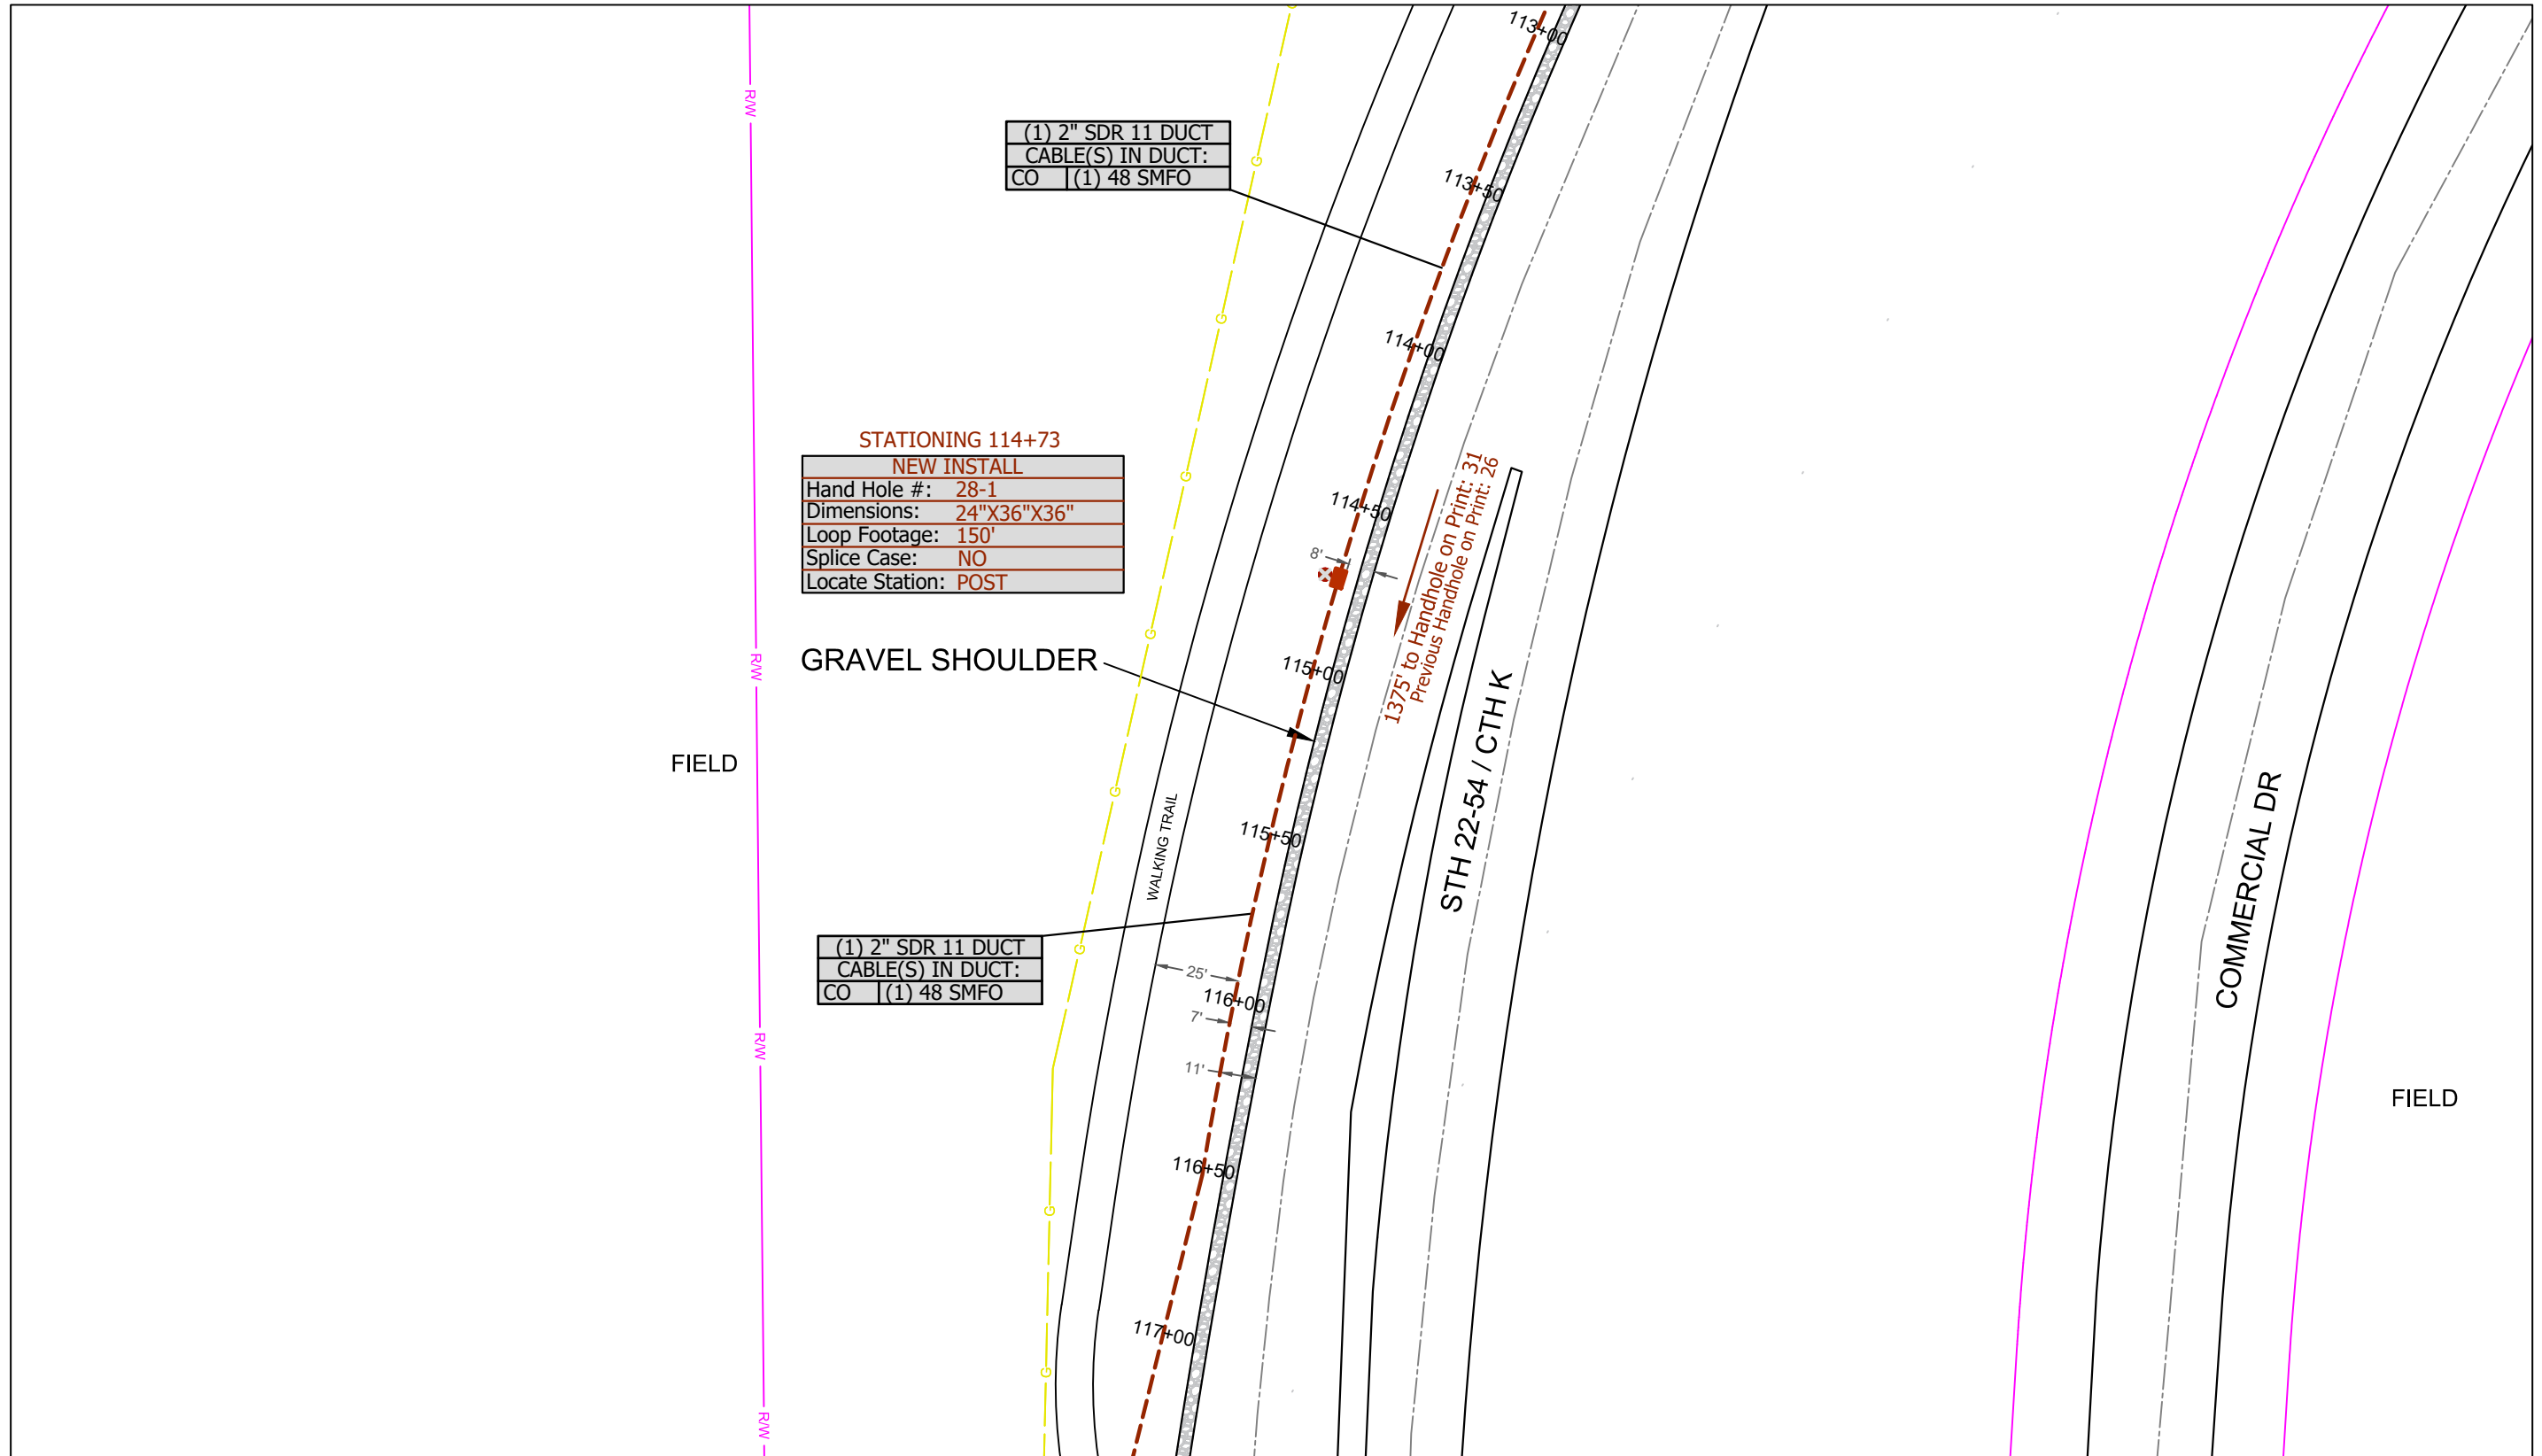 113+00
R/W
G
(1) 2" SDR 11 DUCT
CABLE(S) IN DUCT:
CO (1) 48 SMFO
G
113+50
G
114+00
STATIONING 114+73
NEW INSTALL
Hand Hole #: 28-1
Dimensions: 24"X36"X36"
Loop Footage: 150'
Splice Case: NO
Locate Station: POST
G
114+50
1375' to Handhole on Print: 31
Previous Handhole on Print: 26
8'
G
R/W
GRAVEL SHOULDER
115+00
STH 22-54 / CTH K
FIELD
G
WALKING TRAIL
115+50
COMMERCIAL DR
(1) 2" SDR 11 DUCT
CABLE(S) IN DUCT:
CO (1) 48 SMFO
G
25'
116+00
7'
R/W
11'
FIELD
116+50
G
117+00
G
R/W